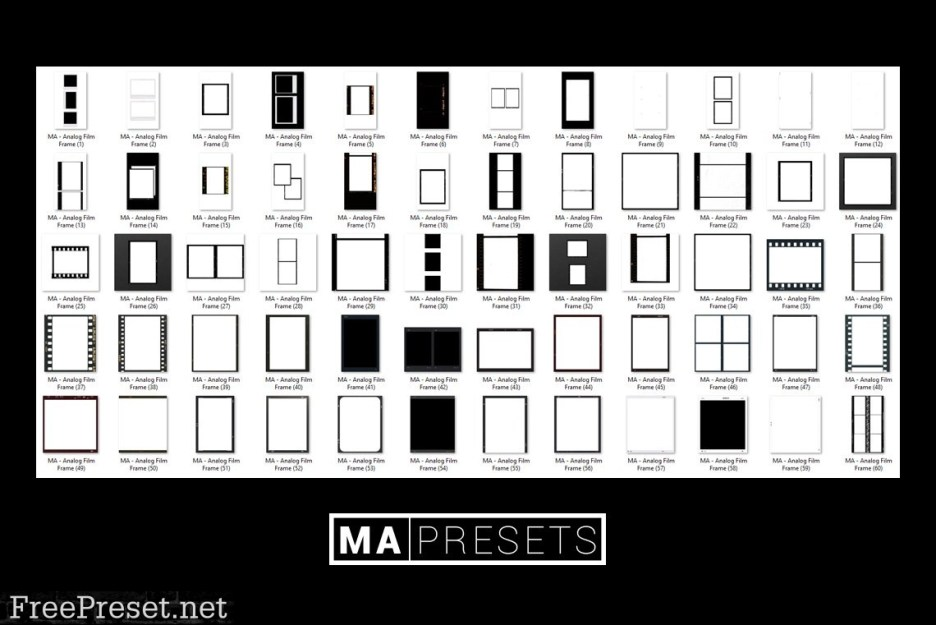 MA - Analog Film MA - Analog Film MA - Analog Film MA - Analog Film MA - Analog Film MA - Analog Film MA - Analog Film MA - Analog Film MA - Analog Film MA - Analog Film MA - Analog Film MA - Analog Film
Frame (1) Frame (2) Frame (3) Frame (4) Frame (5) Frame (6) Frame (7) Frame (8) Frame (9) Frame (10) Frame (11) Frame (12)
MA - Analog Film MA - Analog Film MA - Analog Film MA - Analog Film MA - Analog Film MA - Analog Film MA - Analog Film MA - Analog Film MA - Analog Film MA - Analog Film MA - Analog Film MA - Analog Film
Frame (13) Frame (14) Frame (15) Frame (16) Frame (17) Frame (18) Frame (19) Frame (20) Frame (21) Frame (22) Frame (23) Frame (24)
MA - Analog Film MA - Analog Film MA - Analog Film MA - Analog Film MA - Analog Film MA - Analog Film MA - Analog Film MA - Analog Film MA - Analog Film MA - Analog Film MA - Analog Film MA - Analog Film
Frame (25) Frame (26) Frame (27) Frame (28) Frame (29) Frame (30) Frame (31) Frame (32) Frame (33) Frame (34) Frame (35) Frame (36)
MA - Analog Film MA - Analog Film MA - Analog Film MA - Analog Film MA - Analog Film MA - Analog Film MA - Analog Film MA - Analog Film MA - Analog Film MA - Analog Film MA - Analog Film MA - Analog Film
Frame (37) Frame (38) Frame (39) Frame (40) Frame (41) Frame (42) Frame (43) Frame (44) Frame (45) Frame (46) Frame (47) Frame (48)
MA - Analog Film MA - Analog Film MA - Analog Film MA - Analog Film MA - Analog Film MA - Analog Film MA - Analog Film MA - Analog Film MA - Analog Film MA - Analog Film MA - Analog Film MA - Analog Film
Frame (49) Frame (50) Frame (51) Frame (52) Frame (53) Frame (54) Frame (55) Frame (56) Frame (57) Frame (58) Frame (59) Frame (60)
MA PRESETS
FreePreset.net